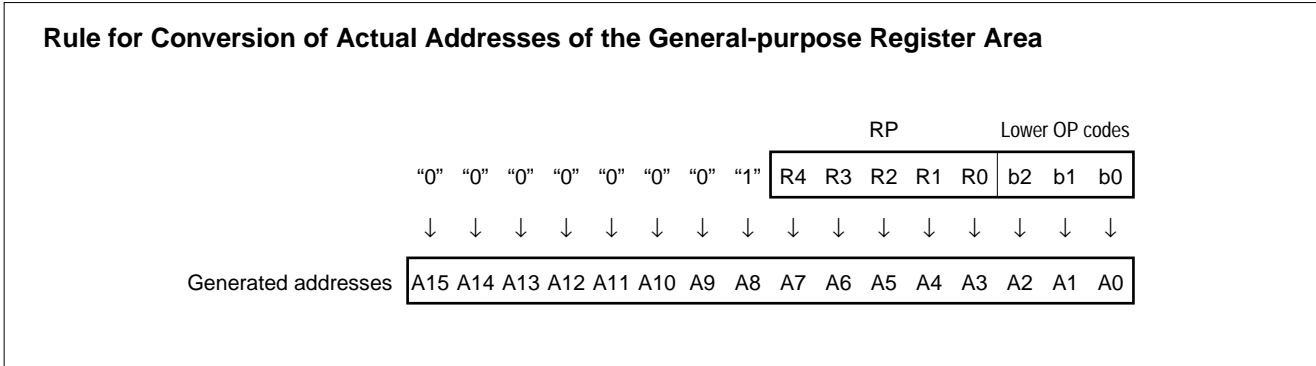 Rule for Conversion of Actual Addresses of the General-purpose Register Area
RP Lower OP codes
“0” “0” “0” “0” “0” “0” “0” “1” R4 R3 R2 R1 R0 b2 b1 b0
↓ ↓ ↓ ↓ ↓ ↓ ↓ ↓ ↓ ↓ ↓ ↓ ↓ ↓ ↓ ↓
Generated addresses A15 A14 A13 A12 A11 A10 A9 A8 A7 A6 A5 A4 A3 A2 A1 A0